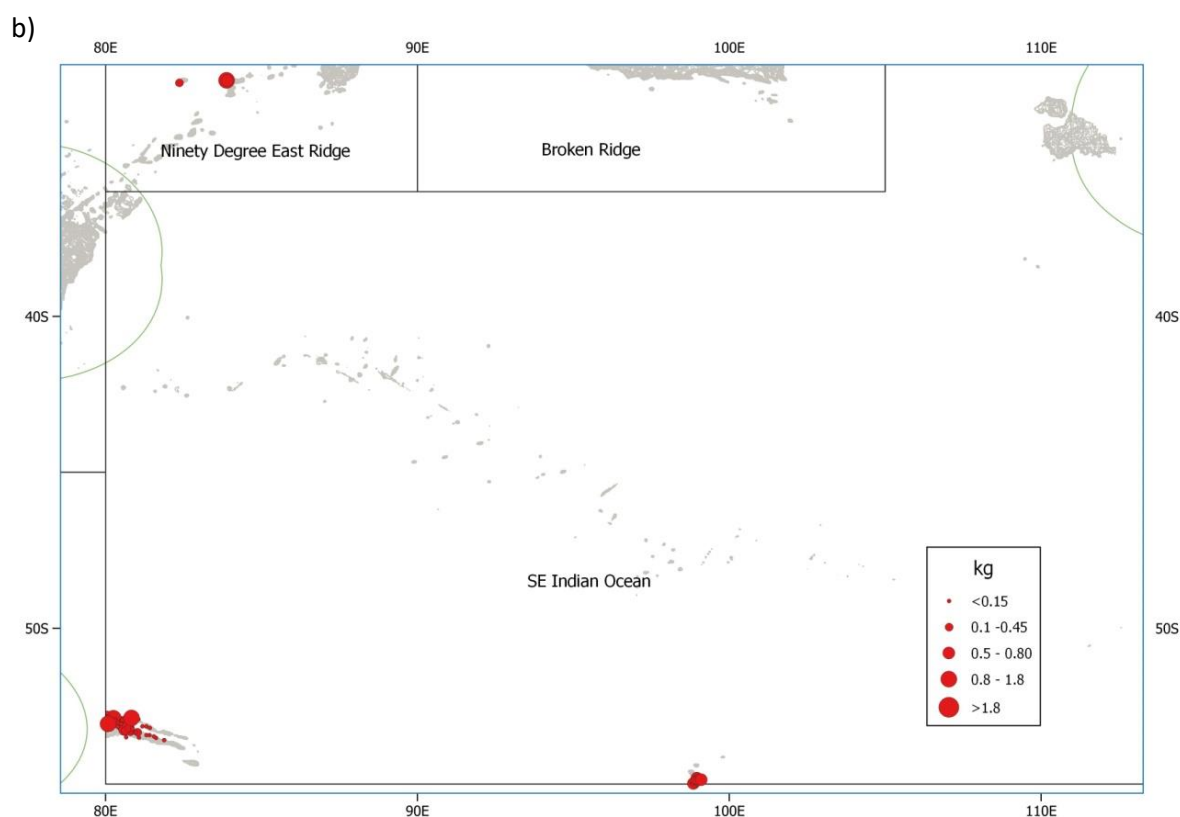 b)
80E 90E 100E 110E
Ninety Degree East Ridge Broken Ridge
40S 40S
SE Indian Ocean
kg
<0.15
0.1 -0.45
50S 50S
0.5 - 0.80
0.8 - 1.8
>1.8
80E 90E 100E 110E